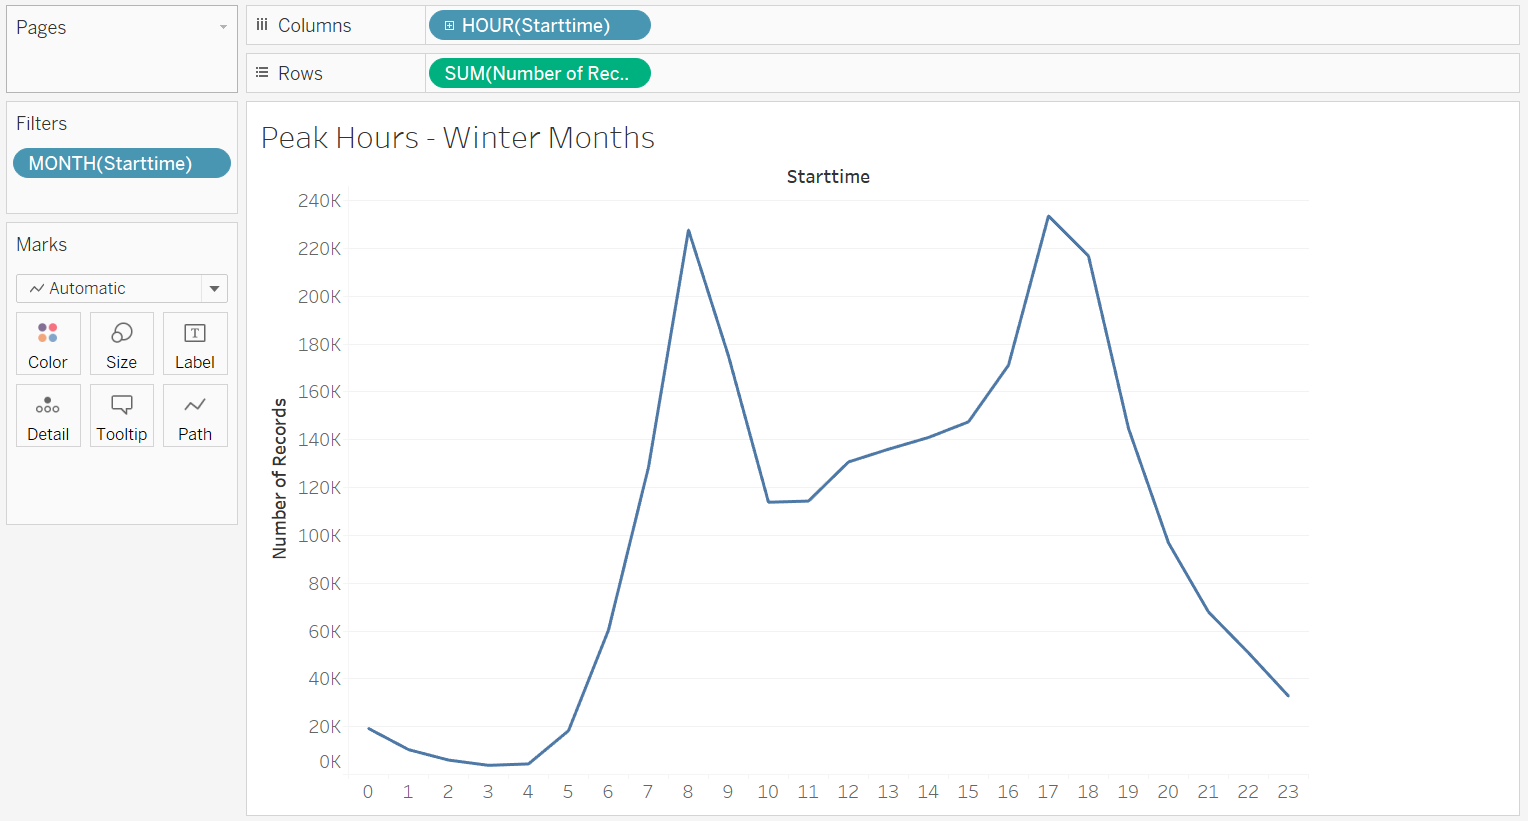 Pages
Columns
HOUR(Starttime)
Rows
SUM(Number of Rec..
Filters
MONTH(Starttime)
Marks
Automatic
Color
Size
T
Label
Detail
Tooltip
Path
Peak Hours - Winter Months
Starttime
Number of Records
240K
220K
200K
180K
160K
140K
120K
100K
80K
60K
40K
20K
0K
0 1 2 3 4 5 6 7 8 9 10 11 12 13 14 15 16 17 18 19 20 21 22 23